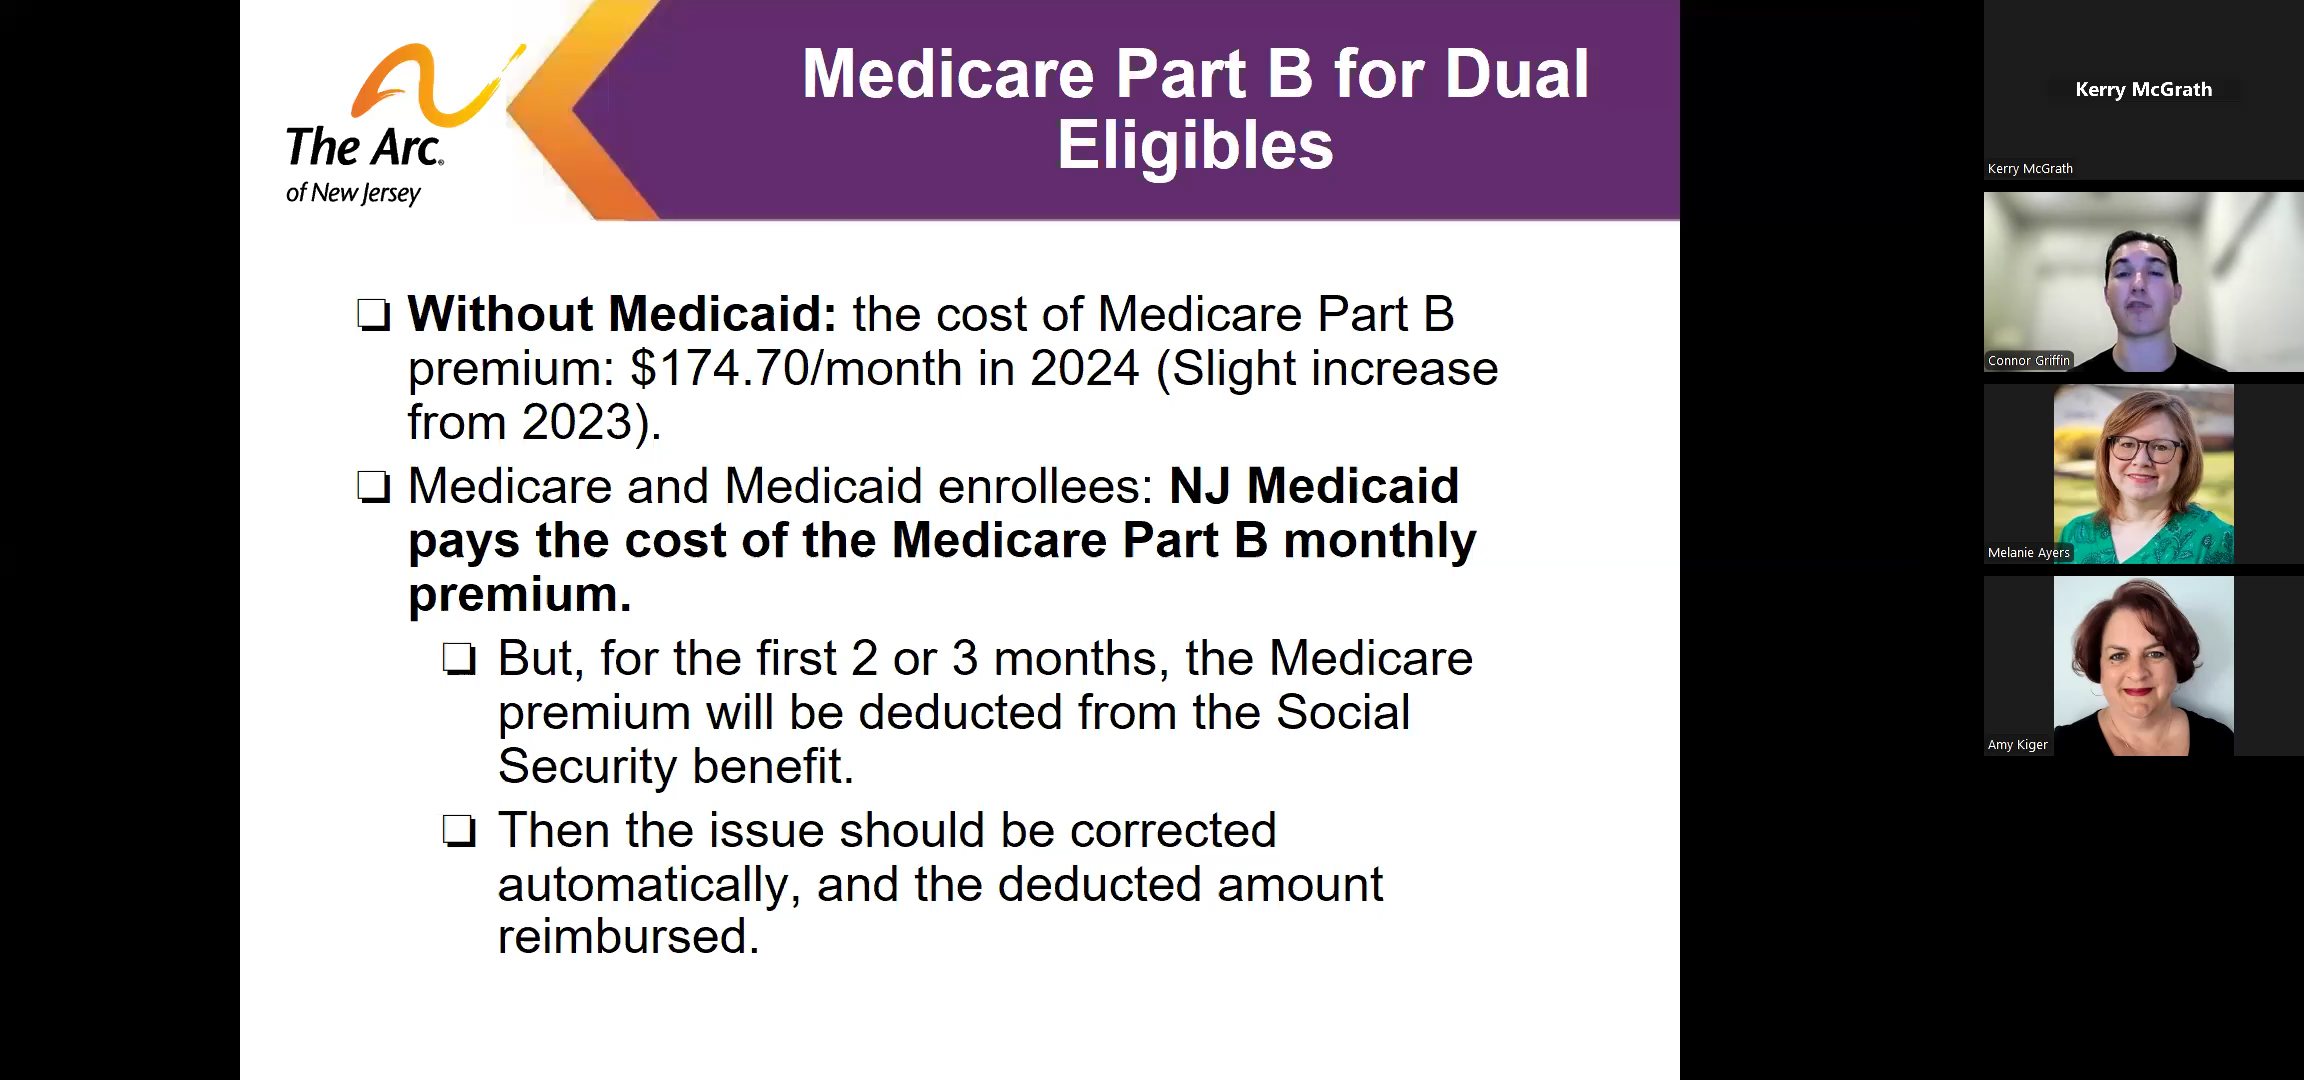 The Arc®
of New Jersey
Medicare Part B for Dual
Eligibles
❑ Without Medicaid: the cost of Medicare Part B
premium: $174.70/month in 2024 (Slight increase
from 2023).
❑ Medicare and Medicaid enrollees: NJ Medicaid
pays the cost of the Medicare Part B monthly
premium.
❑ But, for the first 2 or 3 months, the Medicare
premium will be deducted from the Social
Security benefit.
❑ Then the issue should be corrected
automatically, and the deducted amount
reimbursed.
Kerry McGrath
Kerry McGrath
Connor Griffin
Melanie Ayers
Amy Kiger